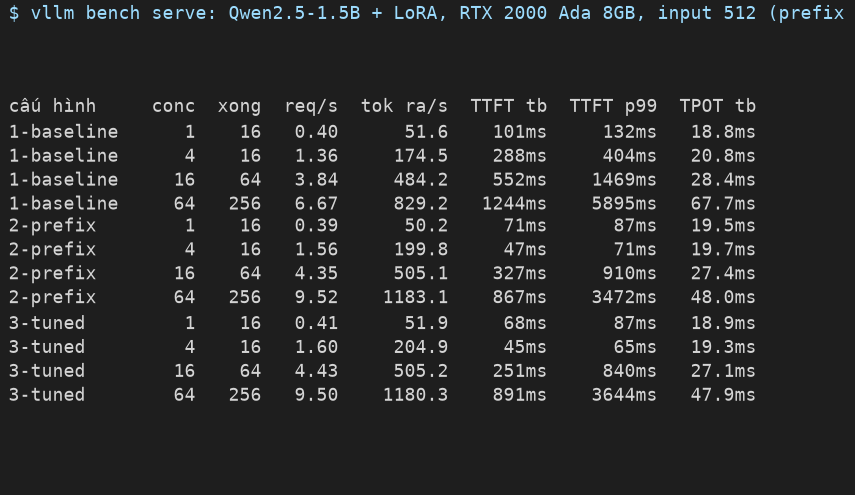 $ vllm bench serve: Qwen2.5-1.5B + LoRA, RTX 2000 Ada 8GB, input 512 (prefix
cấu hình conc xong req/s tok ra/s TTFT tb TTFT p99 TPOT tb
1-baseline 1 16 0.40 51.6 101ms 132ms 18.8ms
1-baseline 4 16 1.36 174.5 288ms 404ms 20.8ms
1-baseline 16 64 3.84 484.2 552ms 1469ms 28.4ms
1-baseline 64 256 6.67 829.2 1244ms 5895ms 67.7ms
2-prefix 1 16 0.39 50.2 71ms 87ms 19.5ms
2-prefix 4 16 1.56 199.8 47ms 71ms 19.7ms
2-prefix 16 64 4.35 505.1 327ms 910ms 27.4ms
2-prefix 64 256 9.52 1183.1 867ms 3472ms 48.0ms
3-tuned 1 16 0.41 51.9 68ms 87ms 18.9ms
3-tuned 4 16 1.60 204.9 45ms 65ms 19.3ms
3-tuned 16 64 4.43 505.2 251ms 840ms 27.1ms
3-tuned 64 256 9.50 1180.3 891ms 3644ms 47.9ms